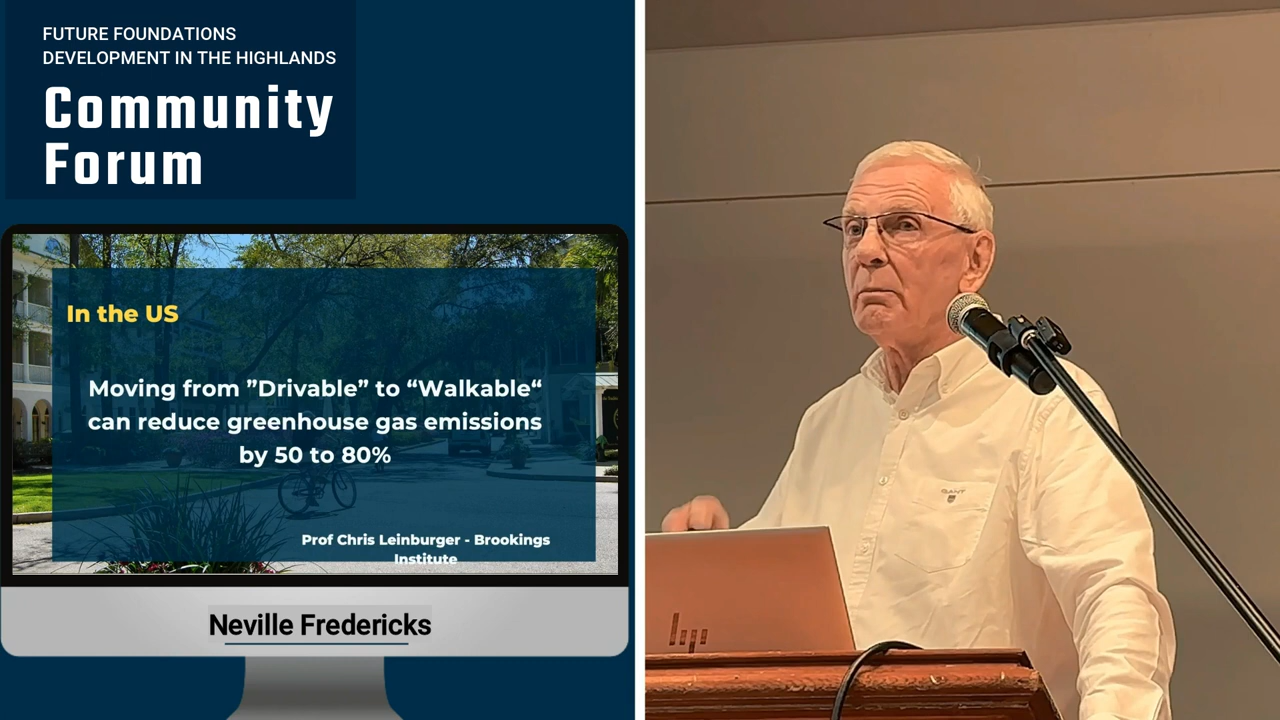 FUTURE FOUNDATIONS
DEVELOPMENT IN THE HIGHLANDS
Community
Forum
In the US
Moving from ”Drivable” to “Walkable“
can reduce greenhouse gas emissions
by 50 to 80%
Prof Chris Leinburger - Brookings
Institute
Neville Fredericks
GANT
hp